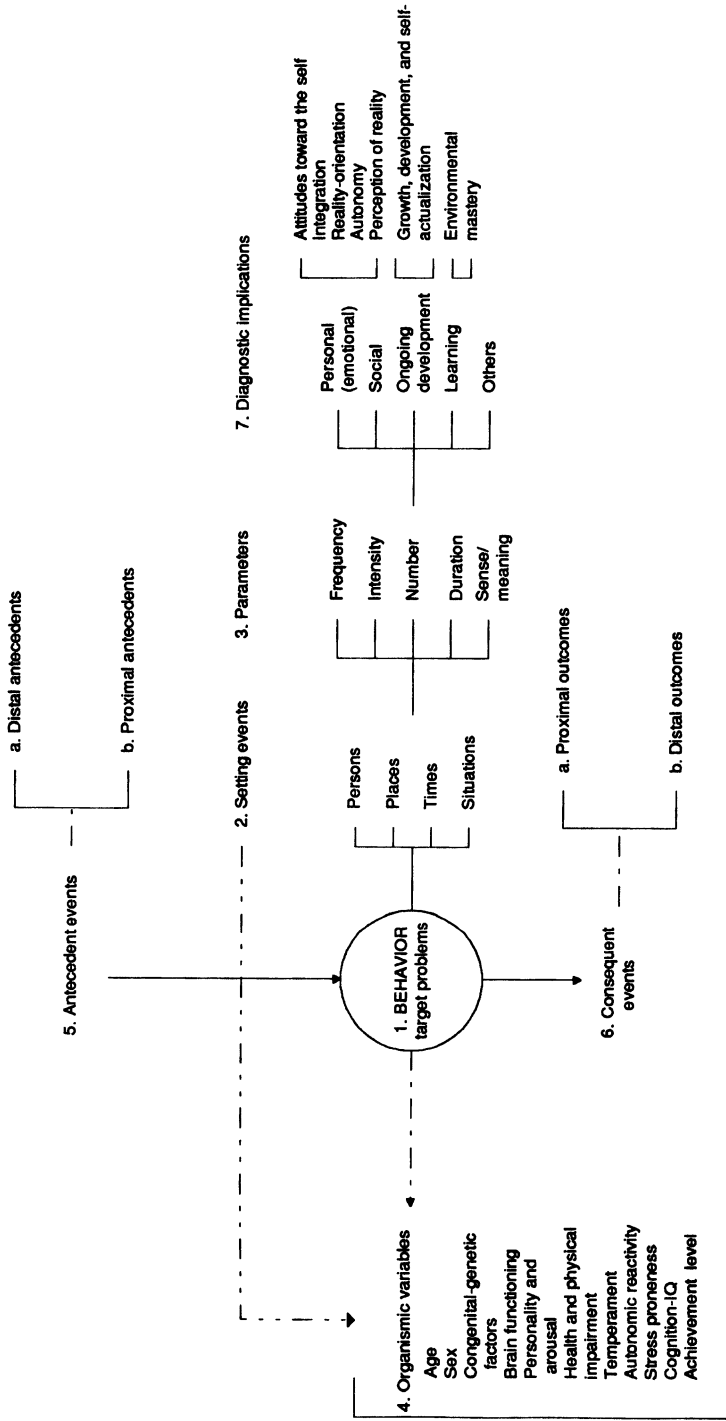 5. Antecedent events
a. Distal antecedents
b. Proximal antecedents
2. Setting events
3. Parameters
7. Diagnostic implications
4. Organismic variables
Age
Sex
Congenital-genetic
factors
Brain functioning
Personality and
arousal
Health and physical
impairment
Temperament
Autonomic reactivity
Stress proneness
Cognition-IQ
Achievement level
1. BEHAVIOR
target problems
Persons
Places
Times
Situations
Frequency
Intensity
Number
Duration
Sense/
meaning
Personal
(emotional)
Social
Ongoing
development
Learning
Others
Attitudes toward the self
Integration
Reality-orientation
Autonomy
Perception of reality
Growth, development, and self-
actualization
Environmental
mastery
6. Consequent
events
a. Proximal outcomes
b. Distal outcomes